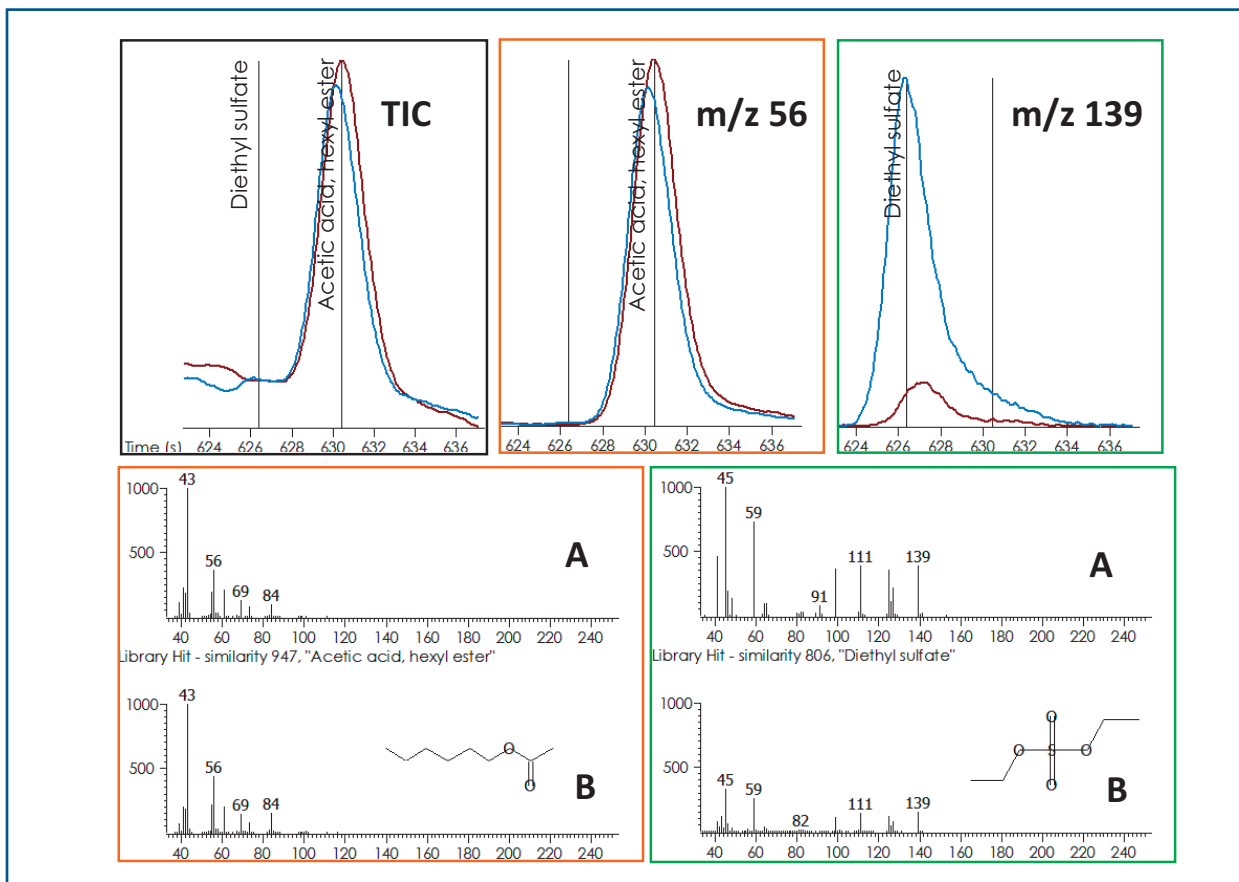 TIC
Diethyl sulfate
Acetic acid, hexyl ester
Time (s)
624 626 628 630 632 634 636
m/z 56
Acetic acid, hexyl ester
624 626 628 630 632 634 636
m/z 139
Diethyl sulfate
624 626 628 630 632 634 636
A
1000
500
43
56
69
84
40 60 80 100 120 140 160 180 200 220 240
Library Hit - similarity 947, "Acetic acid, hexyl ester"
B
1000
500
43
56
69
84
O
O
40 60 80 100 120 140 160 180 200 220 240
A
1000
500
45
59
91
111
139
40 60 80 100 120 140 160 180 200 220 240
Library Hit - similarity 806, "Diethyl sulfate"
B
1000
500
45
59
82
111
139
O
O S O
O
40 60 80 100 120 140 160 180 200 220 240